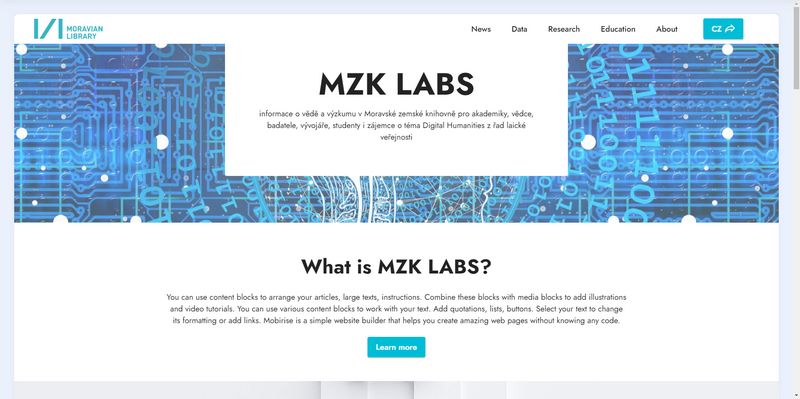 MORAVIAN
LIBRARY
News Data Research Education About CZ
MZK LABS
informace o vědě a výzkumu v Moravské zemské knihovně pro akademiky, vědce,
badatele, vývojáře, studenty i zájemce o téma Digital Humanities z řad laické
veřejnosti
What is MZK LABS?
You can use content blocks to arrange your articles, large texts, instructions. Combine these blocks with media blocks to add illustrations
and video tutorials. You can use various content blocks to work with your text. Add quotations, lists, buttons. Select your text to change
its formatting or add links. Mobirise is a simple website builder that helps you create amazing web pages without knowing any code.
Learn more